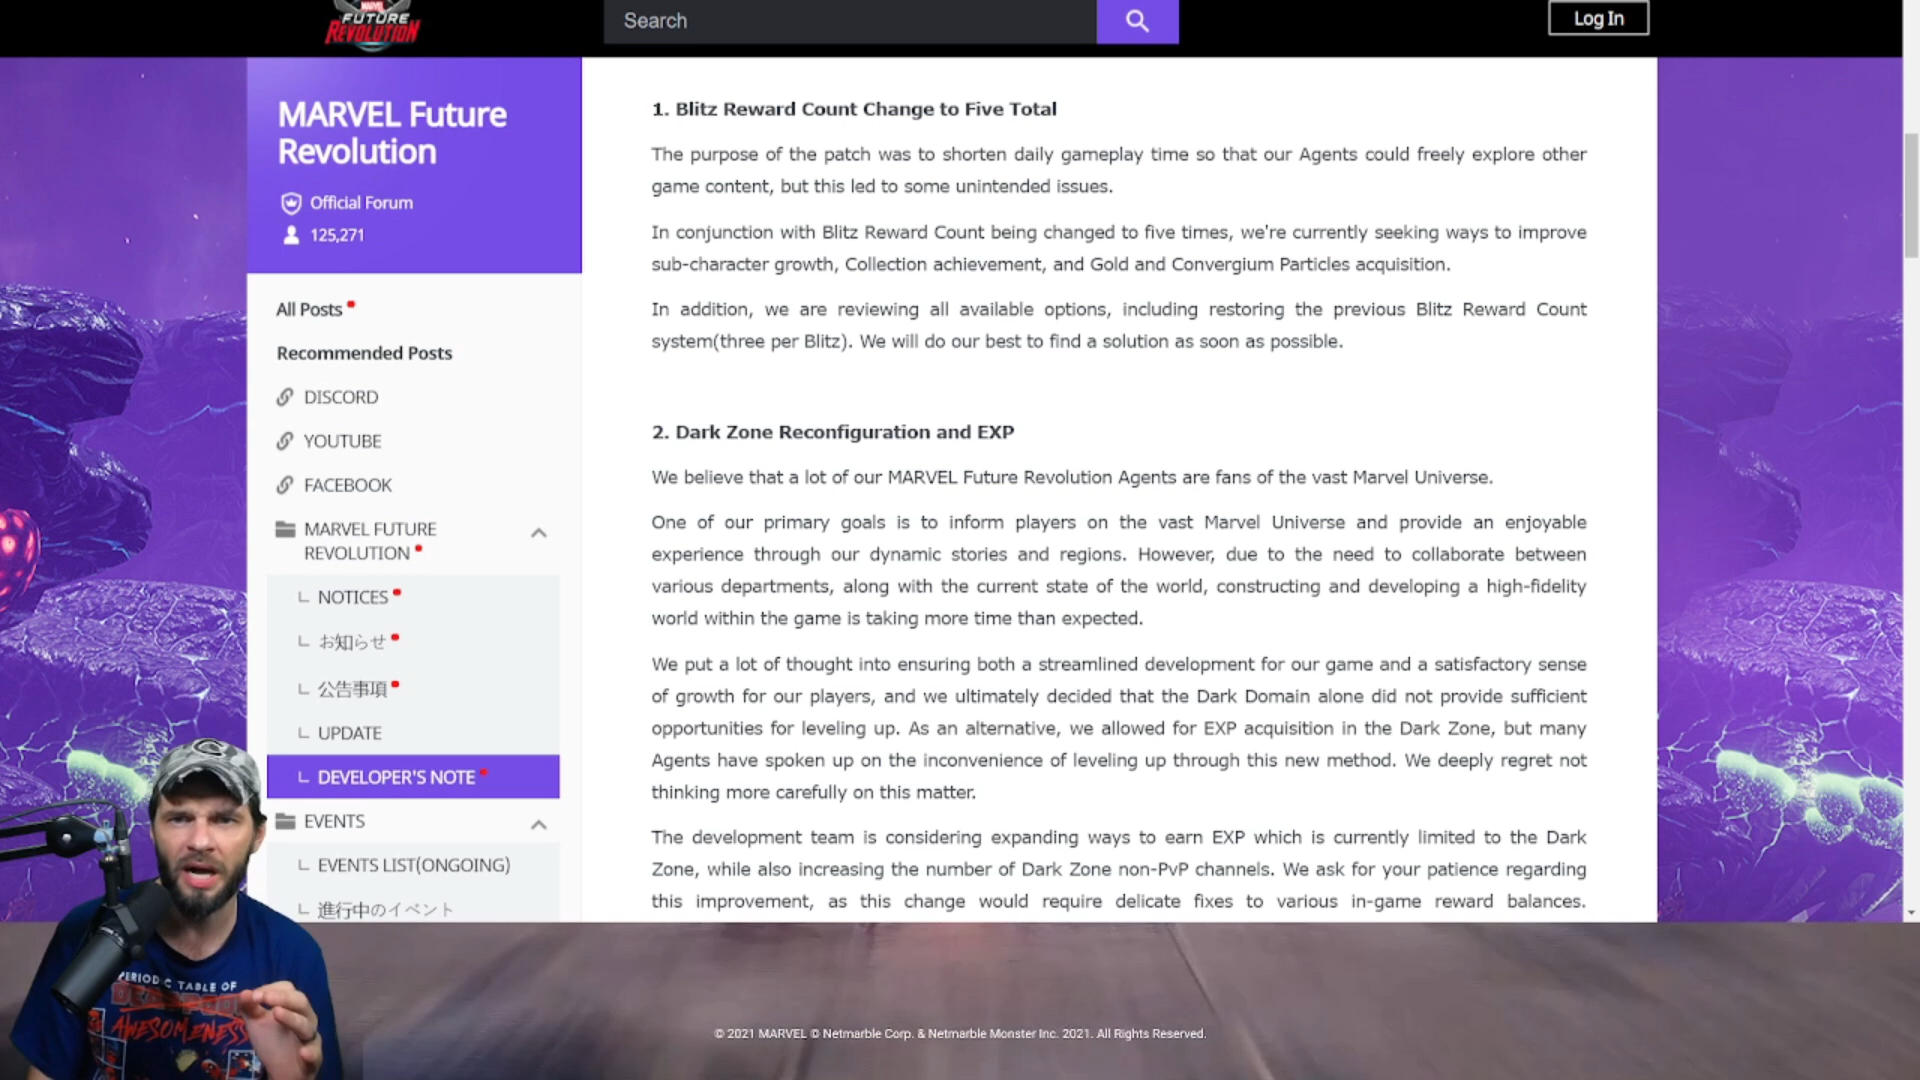 MARVEL
FUTURE
REVOLUTION
Search
Log In
MARVEL Future
Revolution
Official Forum
125,271
All Posts
Recommended Posts
DISCORD
YOUTUBE
FACEBOOK
MARVEL FUTURE
REVOLUTION
NOTICES
お知らせ
公告事項
UPDATE
DEVELOPER'S NOTE
EVENTS
EVENTS LIST(ONGOING)
進行中のイベント
1. Blitz Reward Count Change to Five Total
The purpose of the patch was to shorten daily gameplay time so that our Agents could freely explore other
game content, but this led to some unintended issues.
In conjunction with Blitz Reward Count being changed to five times, we're currently seeking ways to improve
sub-character growth, Collection achievement, and Gold and Convergium Particles acquisition.
In addition, we are reviewing all available options, including restoring the previous Blitz Reward Count
system(three per Blitz). We will do our best to find a solution as soon as possible.
2. Dark Zone Reconfiguration and EXP
We believe that a lot of our MARVEL Future Revolution Agents are fans of the vast Marvel Universe.
One of our primary goals is to inform players on the vast Marvel Universe and provide an enjoyable
experience through our dynamic stories and regions. However, due to the need to collaborate between
various departments, along with the current state of the world, constructing and developing a high-fidelity
world within the game is taking more time than expected.
We put a lot of thought into ensuring both a streamlined development for our game and a satisfactory sense
of growth for our players, and we ultimately decided that the Dark Domain alone did not provide sufficient
opportunities for leveling up. As an alternative, we allowed for EXP acquisition in the Dark Zone, but many
Agents have spoken up on the inconvenience of leveling up through this new method. We deeply regret not
thinking more carefully on this matter.
The development team is considering expanding ways to earn EXP which is currently limited to the Dark
Zone, while also increasing the number of Dark Zone non-PvP channels. We ask for your patience regarding
this improvement, as this change would require delicate fixes to various in-game reward balances.
PERIODIC TABLE OF
AWESOMENESS
© 2021 MARVEL © Netmarble Corp. & Netmarble Monster Inc. 2021. All Rights Reserved.